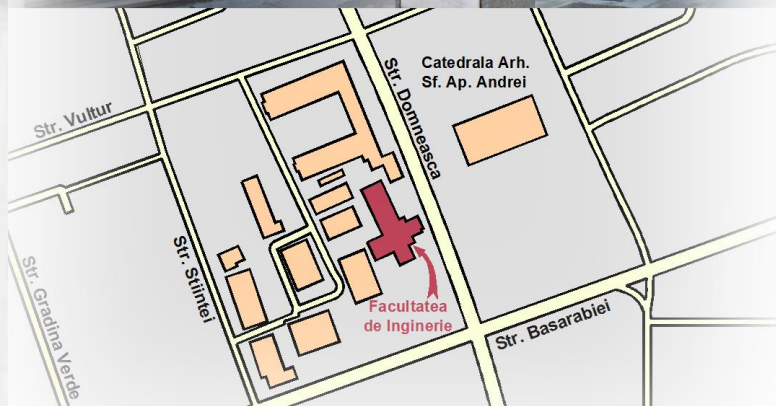 Catedrala Arh.
Sf. Ap. Andrei
Str. Domneasca
Str. Vultur
Str. Stiintei
Str. Gradina Verde
Facultatea
de Inginerie
Str. Basarabiei